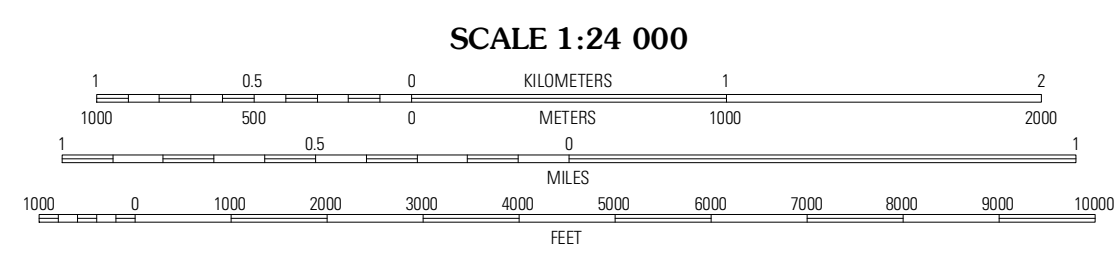 SCALE 1:24 000
1 0.5 0 KILOMETERS 1 2
1000 500 0 METERS 1000 2000
1 0.5 0 1
MILES
1000 0 1000 2000 3000 4000 5000 6000 7000 8000 9000 10000
FEET